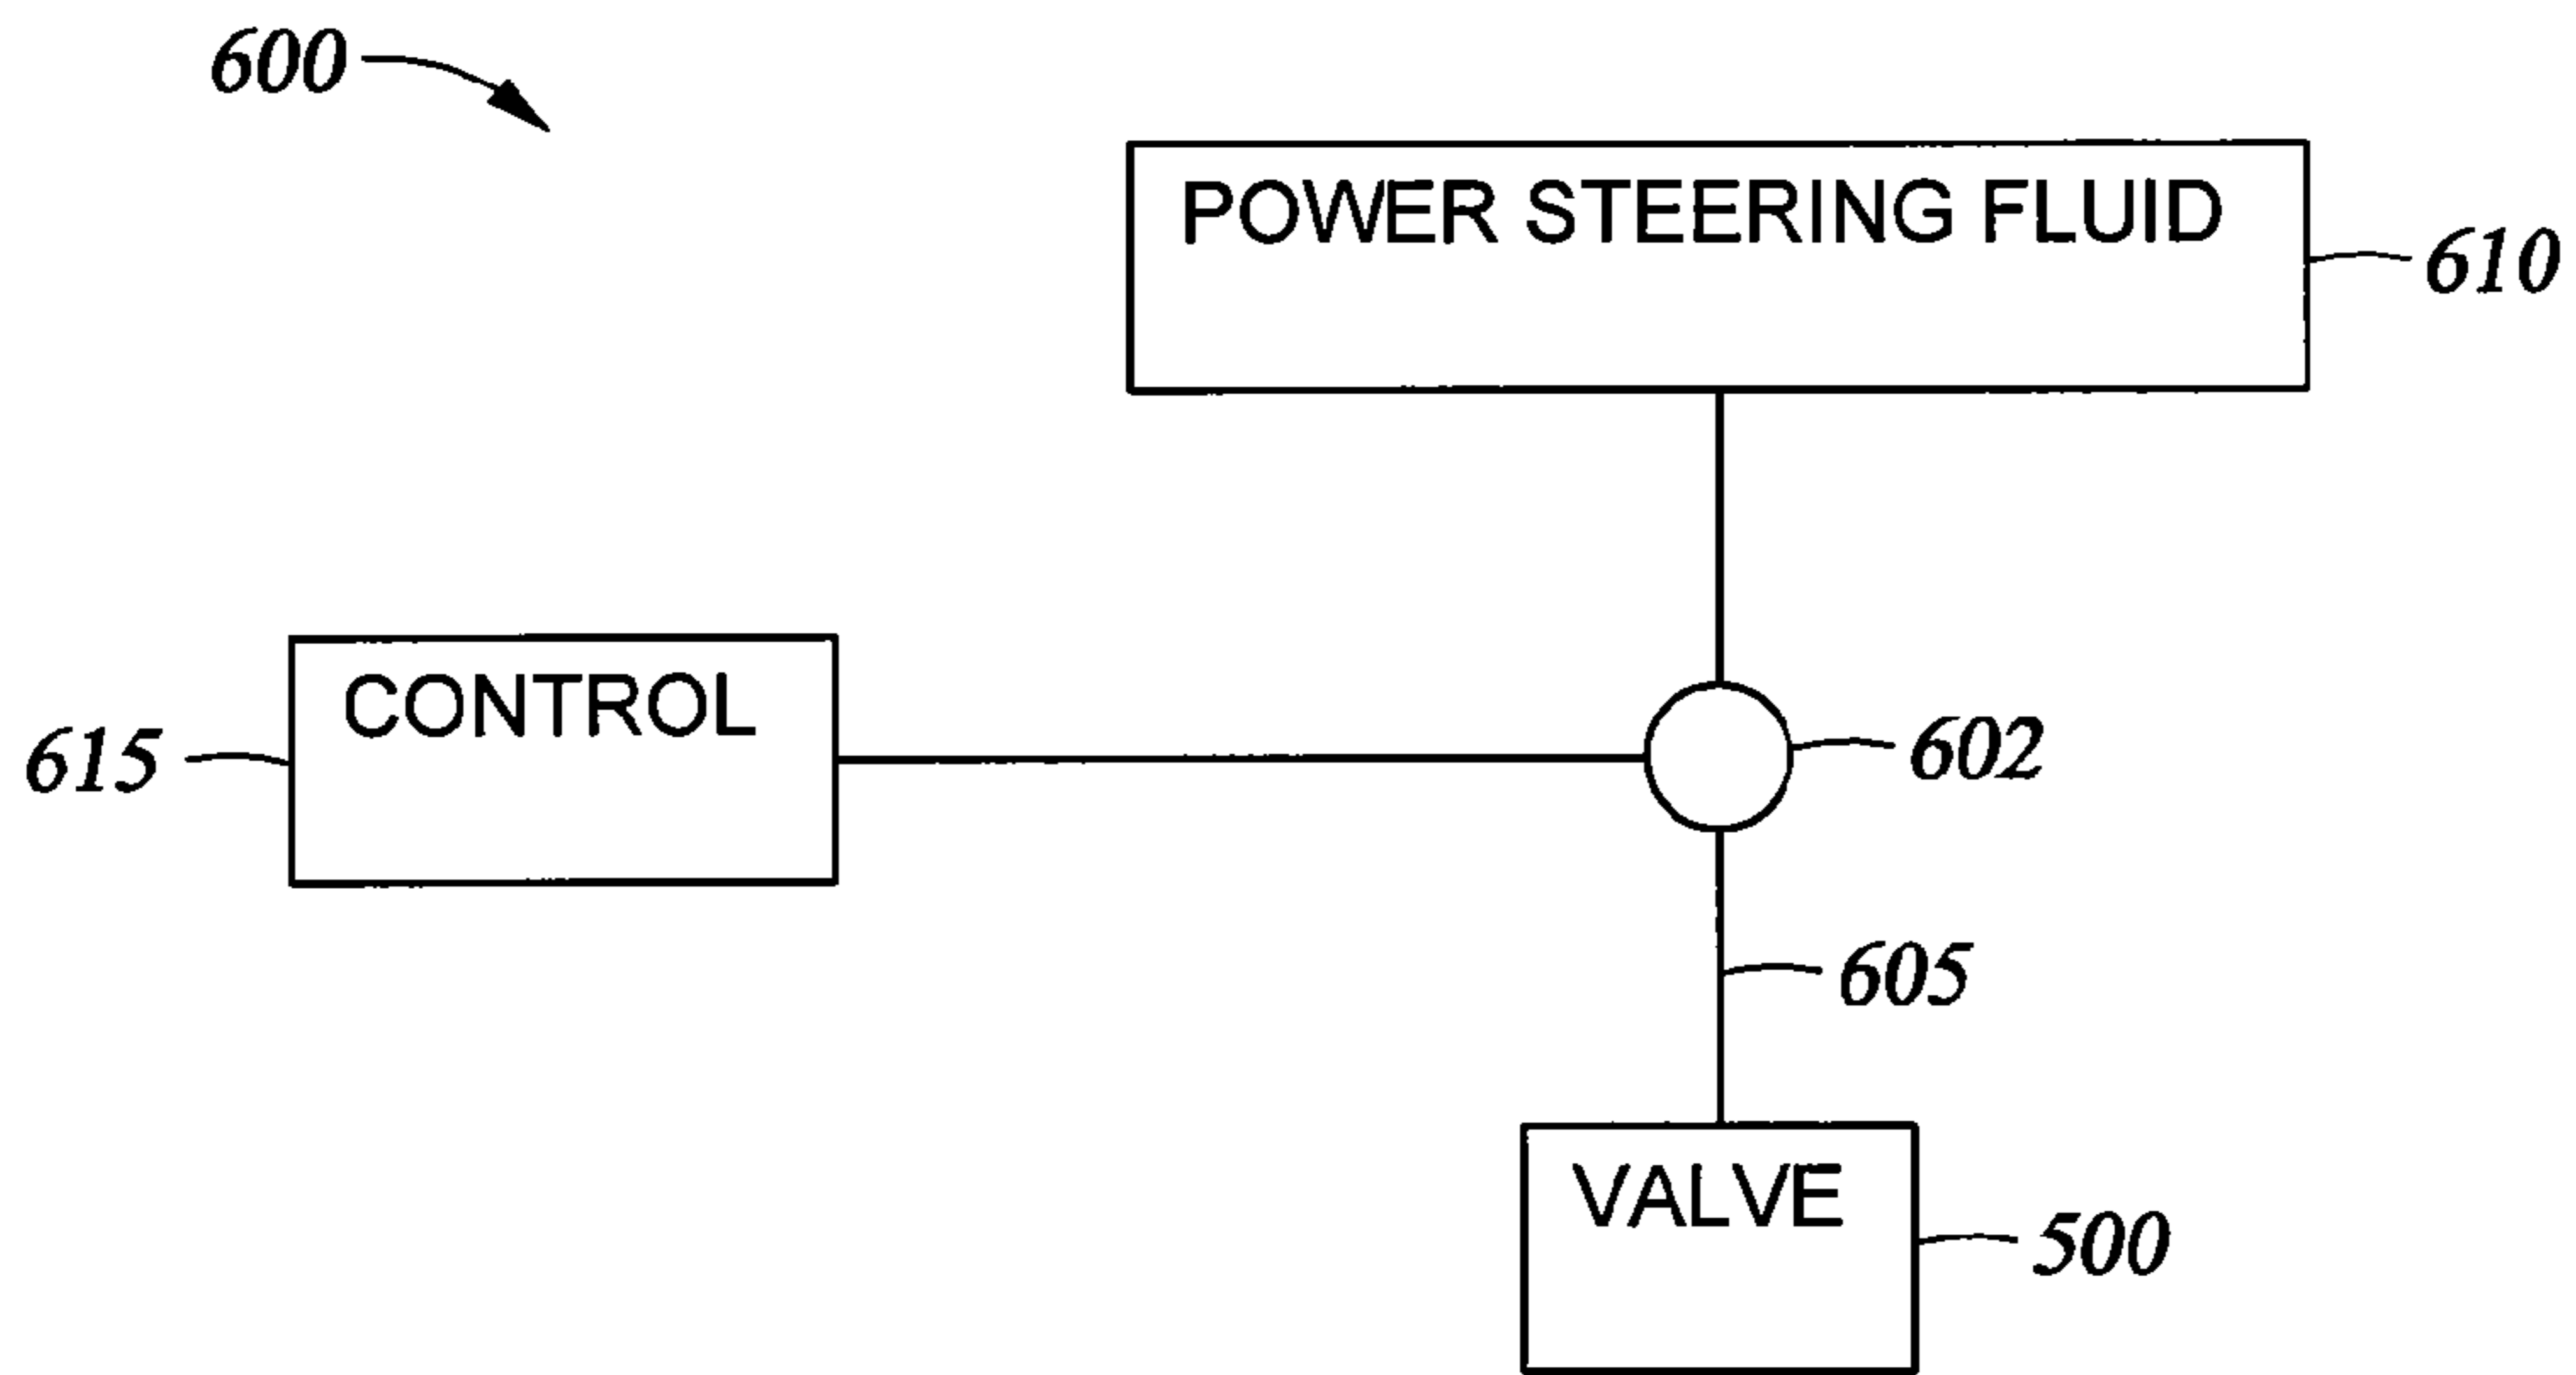 600
POWER STEERING FLUID
610
CONTROL
615
602
605
VALVE
500